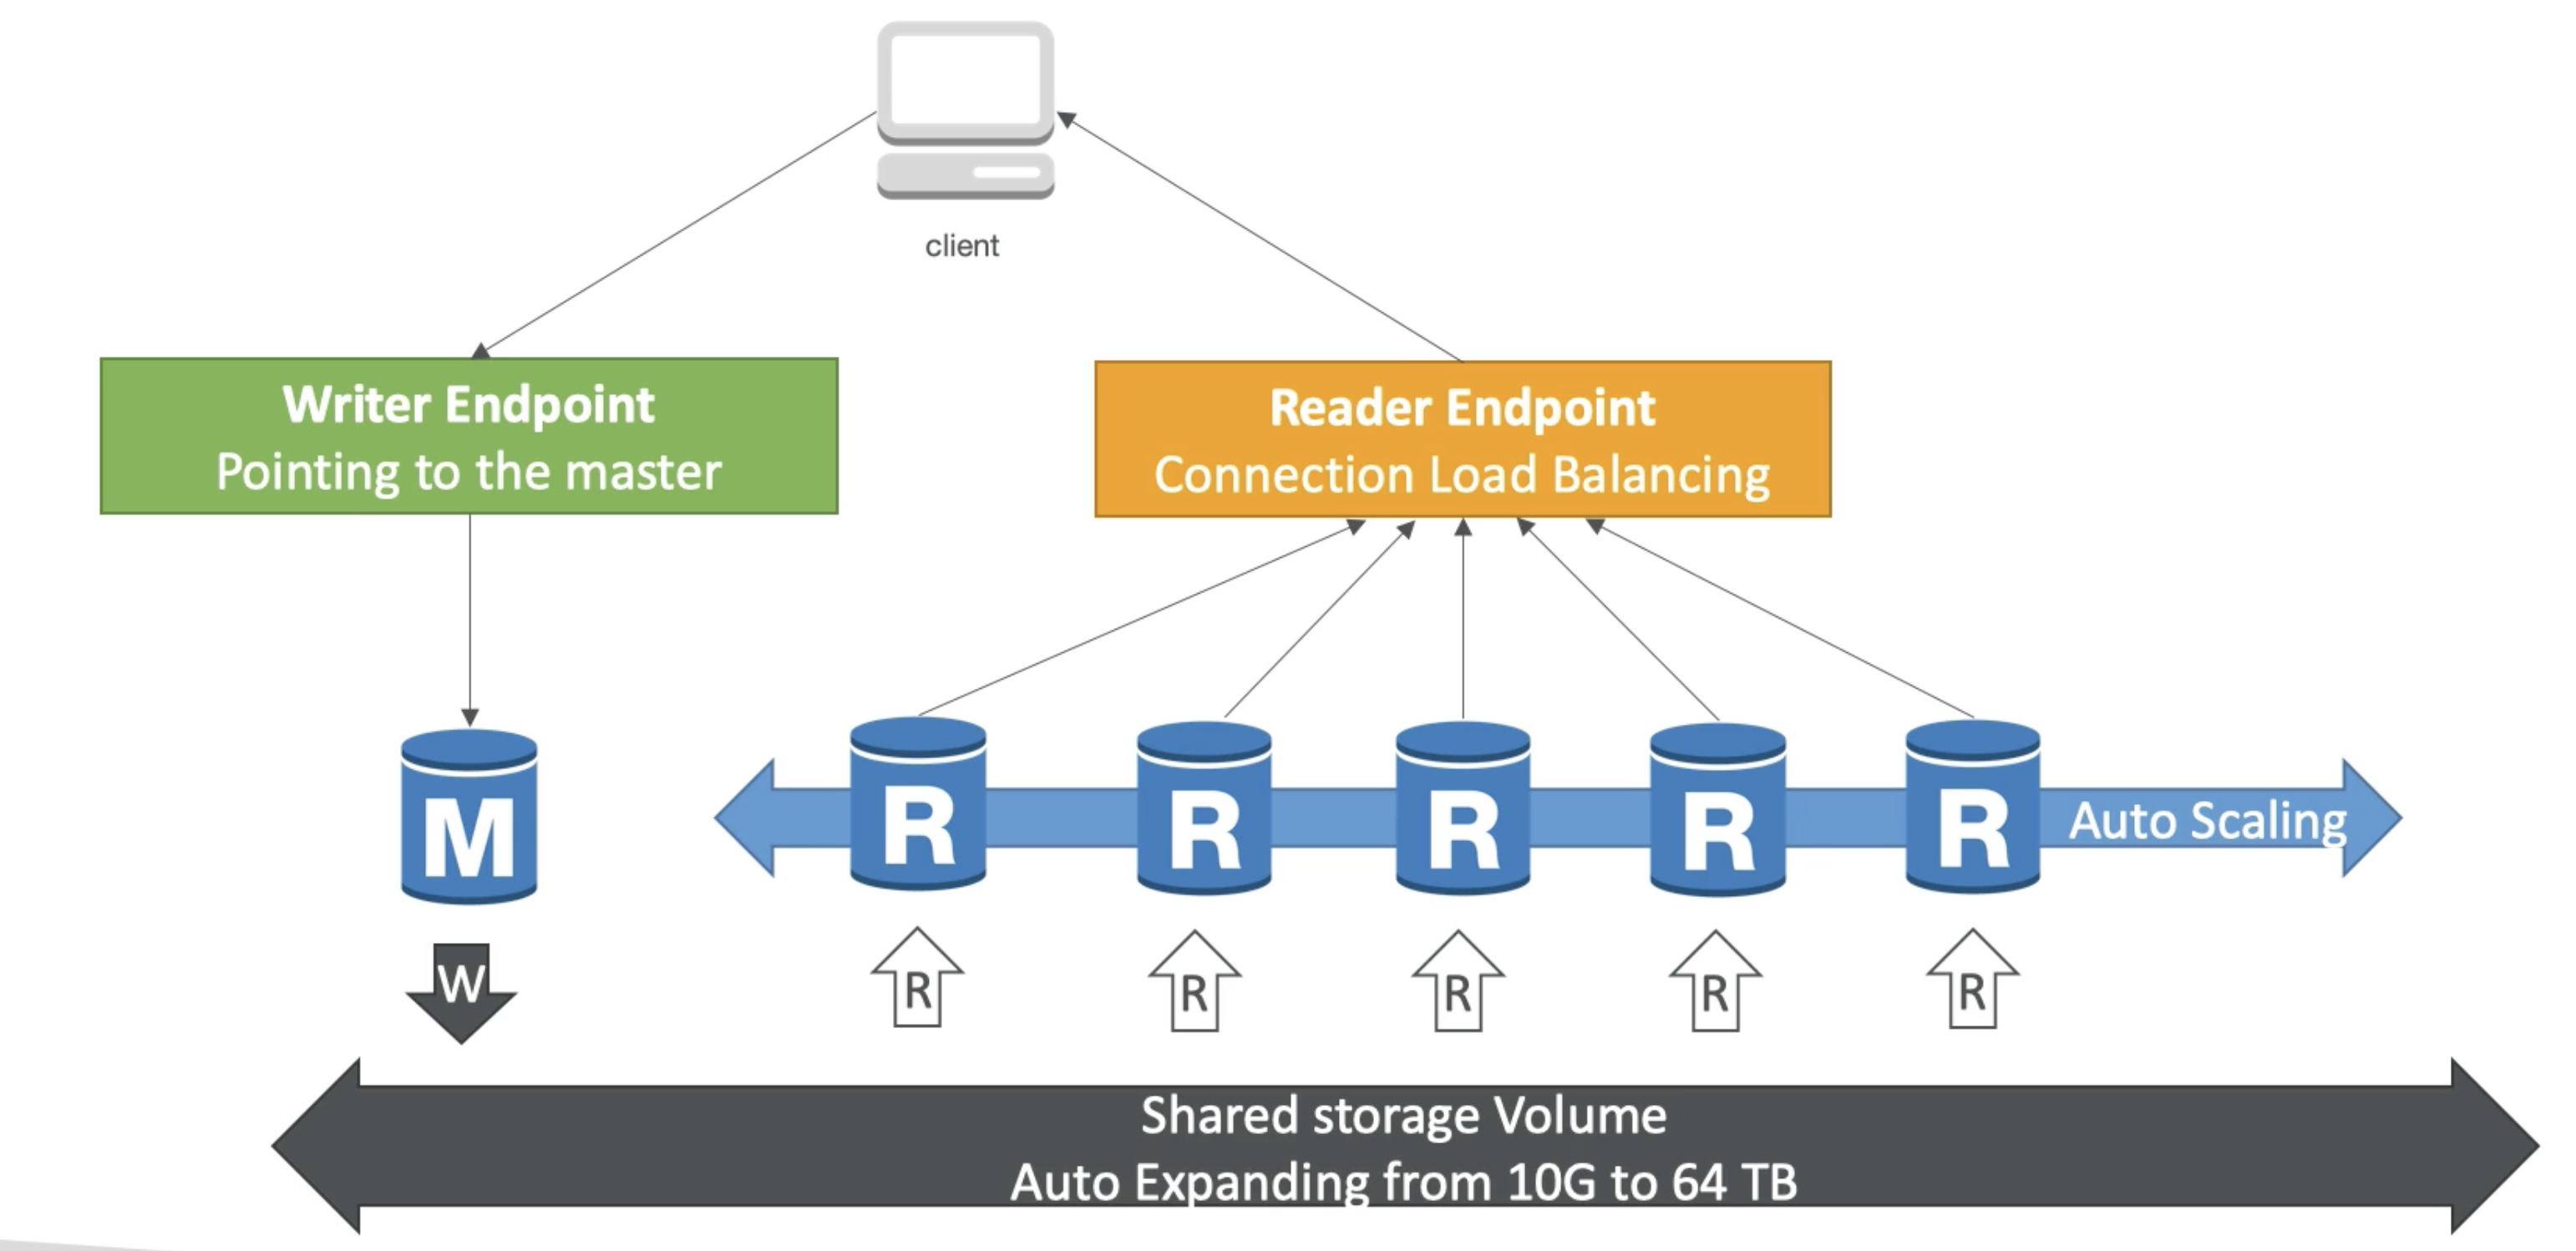 client
Writer Endpoint
Pointing to the master
Reader Endpoint
Connection Load Balancing
M
R
R
R
R
R
Auto Scaling
W
R
R
R
R
R
Shared storage Volume
Auto Expanding from 10G to 64 TB